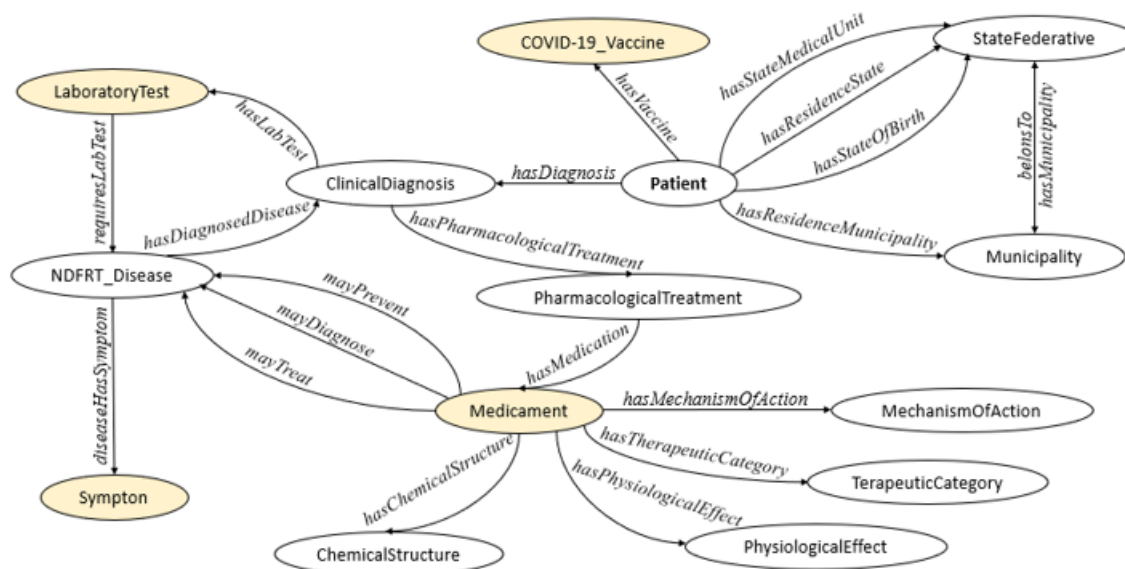 COVID-19_Vaccine
StateFederative
hasStateMedicalUnit
LaboratoryTest
hasVaccine
hasResidenceState
hasLabTest
hasStateOfBirth
belonsTo
hasMunicipality
requiresLabTest
ClinicalDiagnosis
hasDiagnosis
Patient
hasDiagnosedDisease
hasPharmacologicalTreatment
hasResidenceMunicipality
Municipality
NDFRT_Disease
mayPrevent
PharmacologicalTreatment
mayDiagnose
mayTreat
hasMedication
diseaseHasSymptom
Medicament
hasMechanismOfAction
MechanismOfAction
hasTherapeuticCategory
hasChemicalStructure
hasPhysiologicalEffect
TerapeuticCategory
Sympton
ChemicalStructure
PhysiologicalEffect